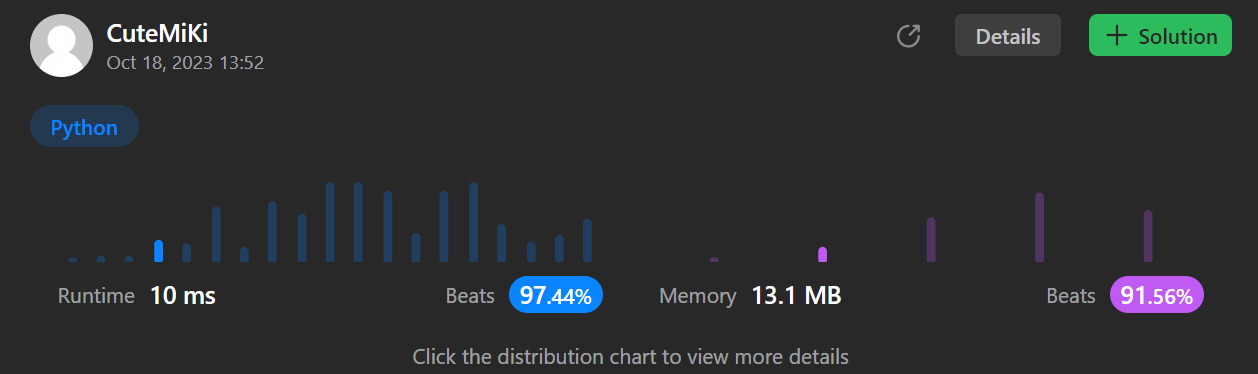 CuteMiKi
Oct 18, 2023 13:52
Details
Solution
Python
Runtime 10 ms Beats 97.44%
Memory 13.1 MB Beats 91.56%
Click the distribution chart to view more details